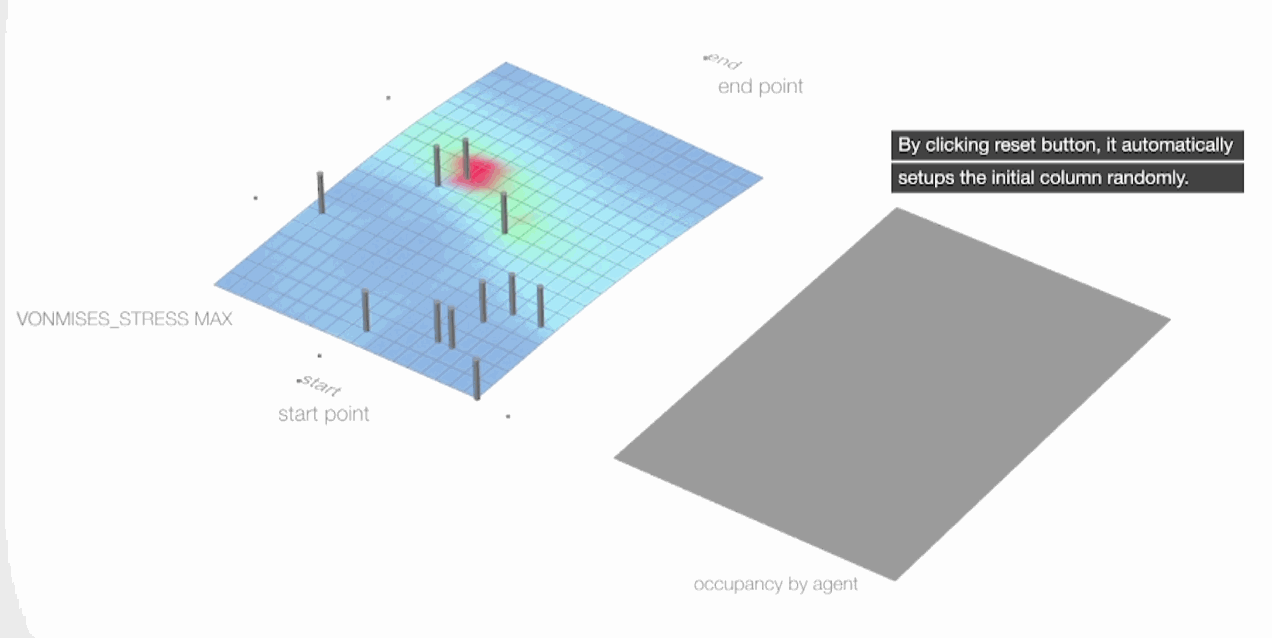 end
end point
By clicking reset button, it automatically
setups the initial column randomly.
VONMISES_STRESS MAX
start
start point
occupancy by agent